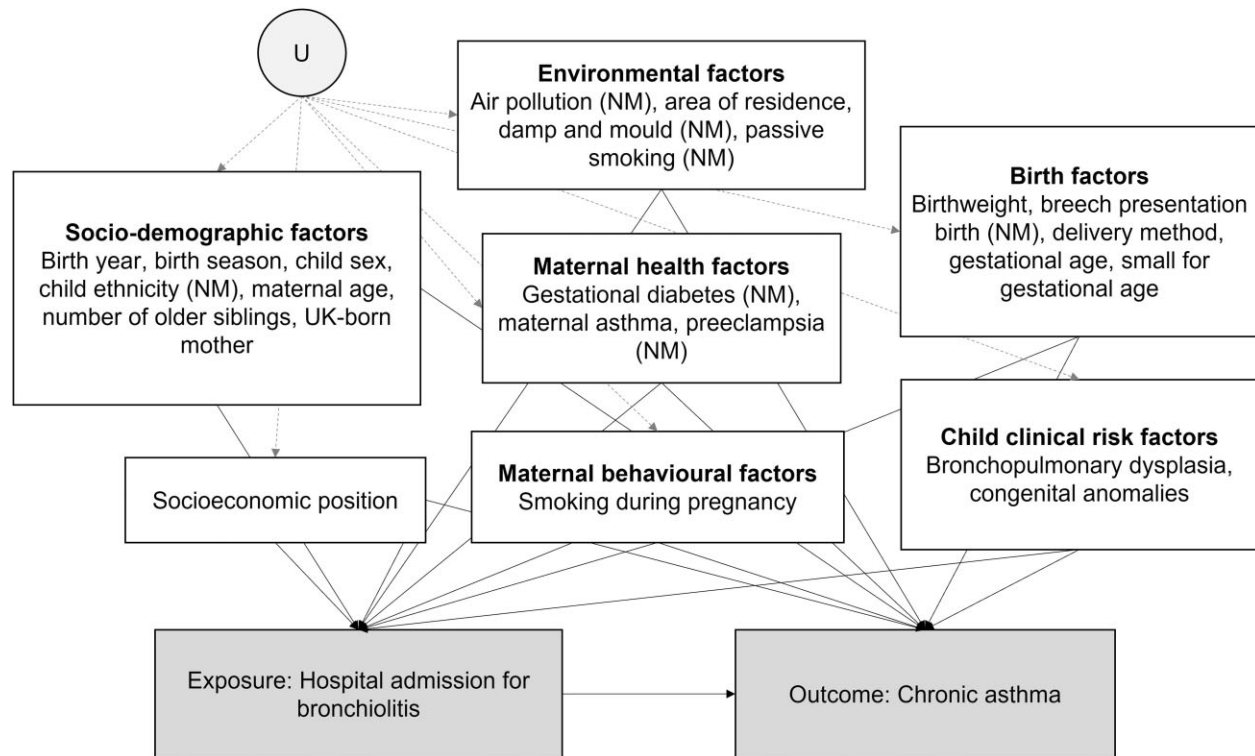 U
Environmental factors
Air pollution (NM), area of residence,
damp and mould (NM), passive
smoking (NM)
Birth factors
Birthweight, breech presentation
birth (NM), delivery method,
gestational age, small for
gestational age
Socio-demographic factors
Birth year, birth season, child sex,
child ethnicity (NM), maternal age,
number of older siblings, UK-born
mother
Maternal health factors
Gestational diabetes (NM),
maternal asthma, preeclampsia
(NM)
Child clinical risk factors
Bronchopulmonary dysplasia,
congenital anomalies
Maternal behavioural factors
Smoking during pregnancy
Socioeconomic position
Exposure: Hospital admission for
bronchiolitis
Outcome: Chronic asthma